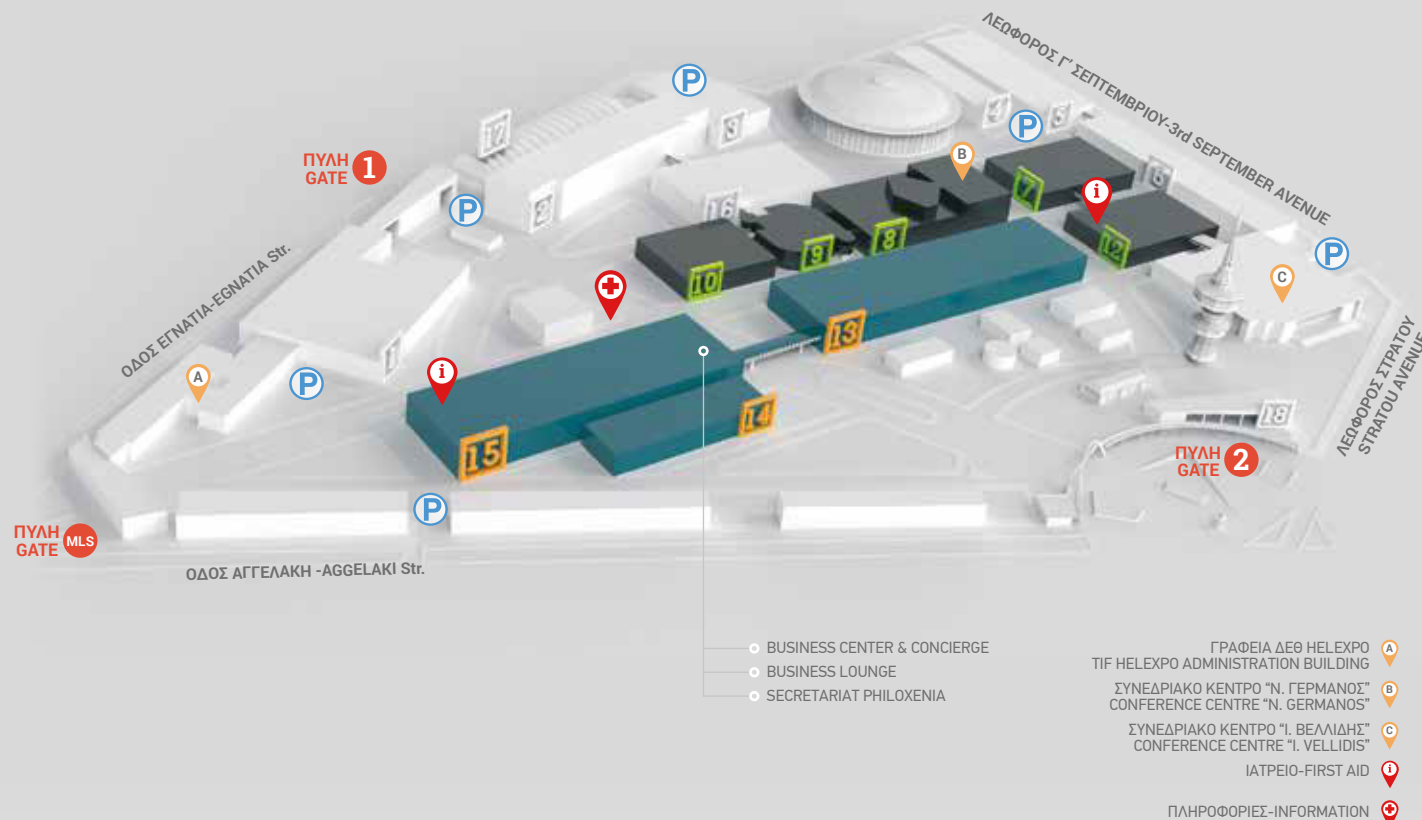 ΛΕΩΦΟΡΟΣ Γ' ΣΕΠΤΕΜΒΡΙΟΥ-3rd SEPTEMBER AVENUE
P
17
3
4
5
P
ΠΥΛΗ
GATE 1
B
6
7
i
P
2
16
8
9
12
10
P
C
ΟΔΟΣ ΕΓΝΑΤΙΑ-EGNATIA Str.
13
1
i
A
P
ΛΕΩΦΟΡΟΣ ΣΤΡΑΤΟΥ
STRATOU AVENUE
14
18
15
ΠΥΛΗ
GATE 2
P
ΠΥΛΗ
GATE MLS
ΟΔΟΣ ΑΓΓΕΛΑΚΗ -AGGELAKI Str.
BUSINESS CENTER & CONCIERGE
BUSINESS LOUNGE
SECRETARIAT PHILOXENIA
ΓΡΑΦΕΙΑ ΔΕΘ HELEXPO
TIF HELEXPO ADMINISTRATION BUILDING A
ΣΥΝΕΔΡΙΑΚΟ ΚΕΝΤΡΟ “Ν. ΓΕΡΜΑΝΟΣ”
CONFERENCE CENTRE “N. GERMANOS” B
ΣΥΝΕΔΡΙΑΚΟ ΚΕΝΤΡΟ “Ι. ΒΕΛΛΙΔΗΣ”
CONFERENCE CENTRE “I. VELLIDIS” C
ΙΑΤΡΕΙΟ-FIRST AID i
ΠΛΗΡΟΦΟΡΙΕΣ-INFORMATION